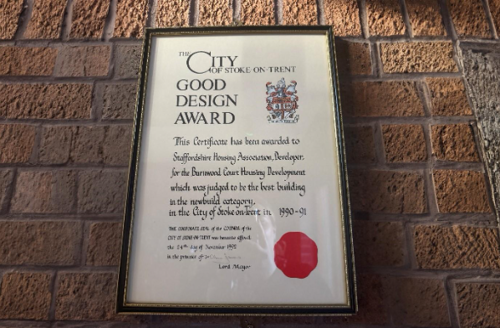 THE CITY
OF STOKE-ON-TRENT
GOOD
DESIGN
AWARD
This Certificate has been awarded to
Staffordshire Housing Association, Developer,
for the Burnwood Court Housing Development
which was judged to be the best building
in the newbuild category,
in the City of Stoke-on-Trent in 1990-91
THE CORPORATE SEAL of the COUNCIL of the
CITY OF STOKE-ON-TRENT was hereunto affixed,
the 24th day of
in the presence of
Lord Mayor